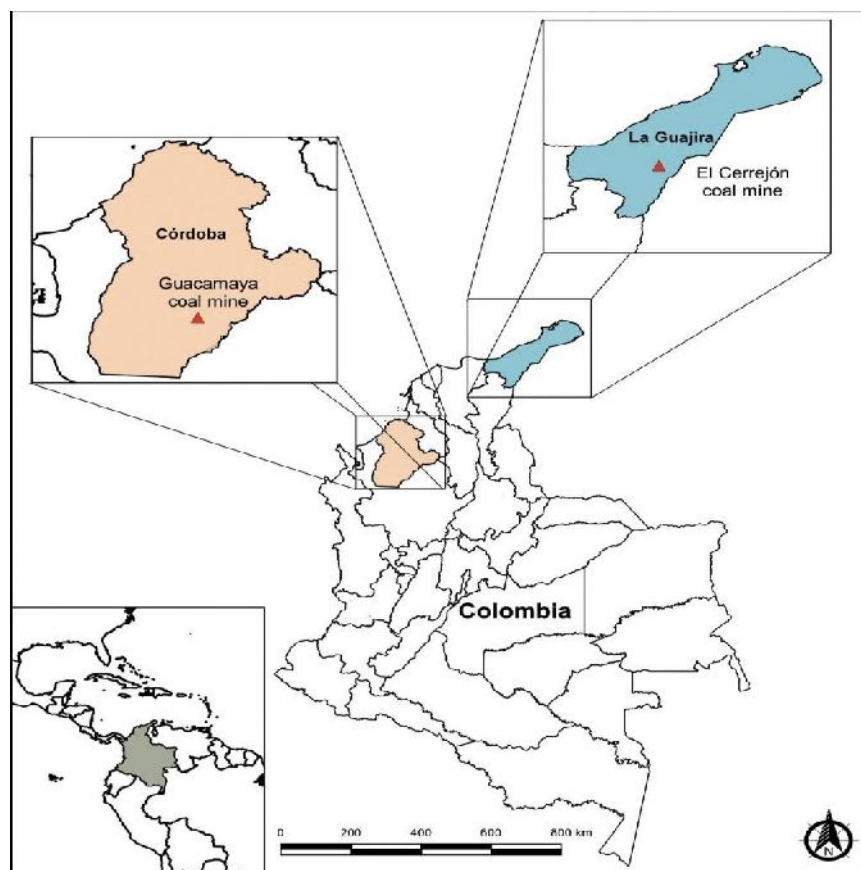 La Guajira
El Cerrejón
coal mine
Córdoba
Guacamaya
coal mine
Colombia
0 200 400 600 800 km
N